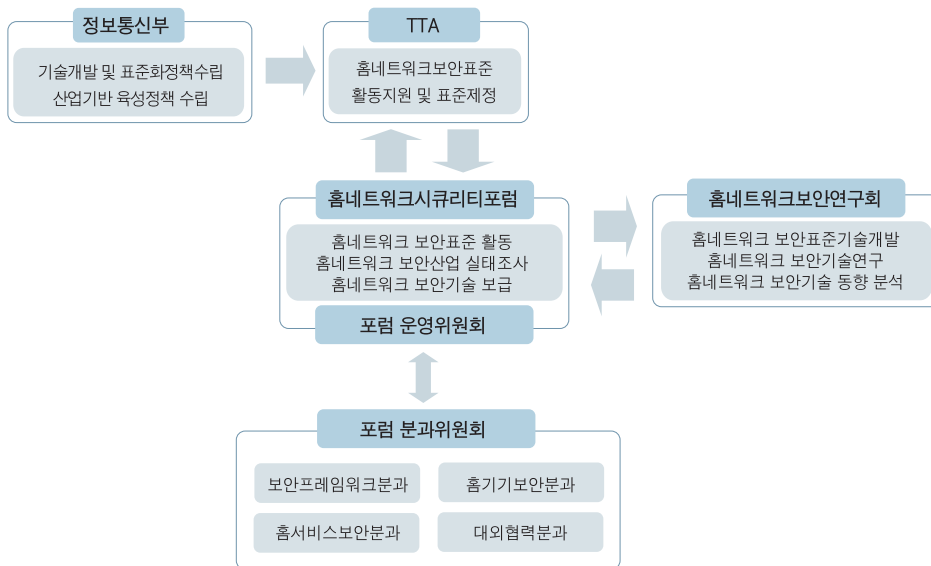 정보통신부
기술개발 및 표준화정책수립
산업기반 육성정책 수립
TTA
홈네트워크보안표준
활동지원 및 표준제정
홈네트워크시큐리티포럼
홈네트워크 보안표준 활동
홈네트워크 보안산업 실태조사
홈네트워크 보안기술 보급
포럼 운영위원회
홈네트워크보안연구회
홈네트워크 보안표준기술개발
홈네트워크 보안기술연구
홈네트워크 보안기술 동향 분석
포럼 분과위원회
보안프레임워크분과
홈기기보안분과
홈서비스보안분과
대외협력분과